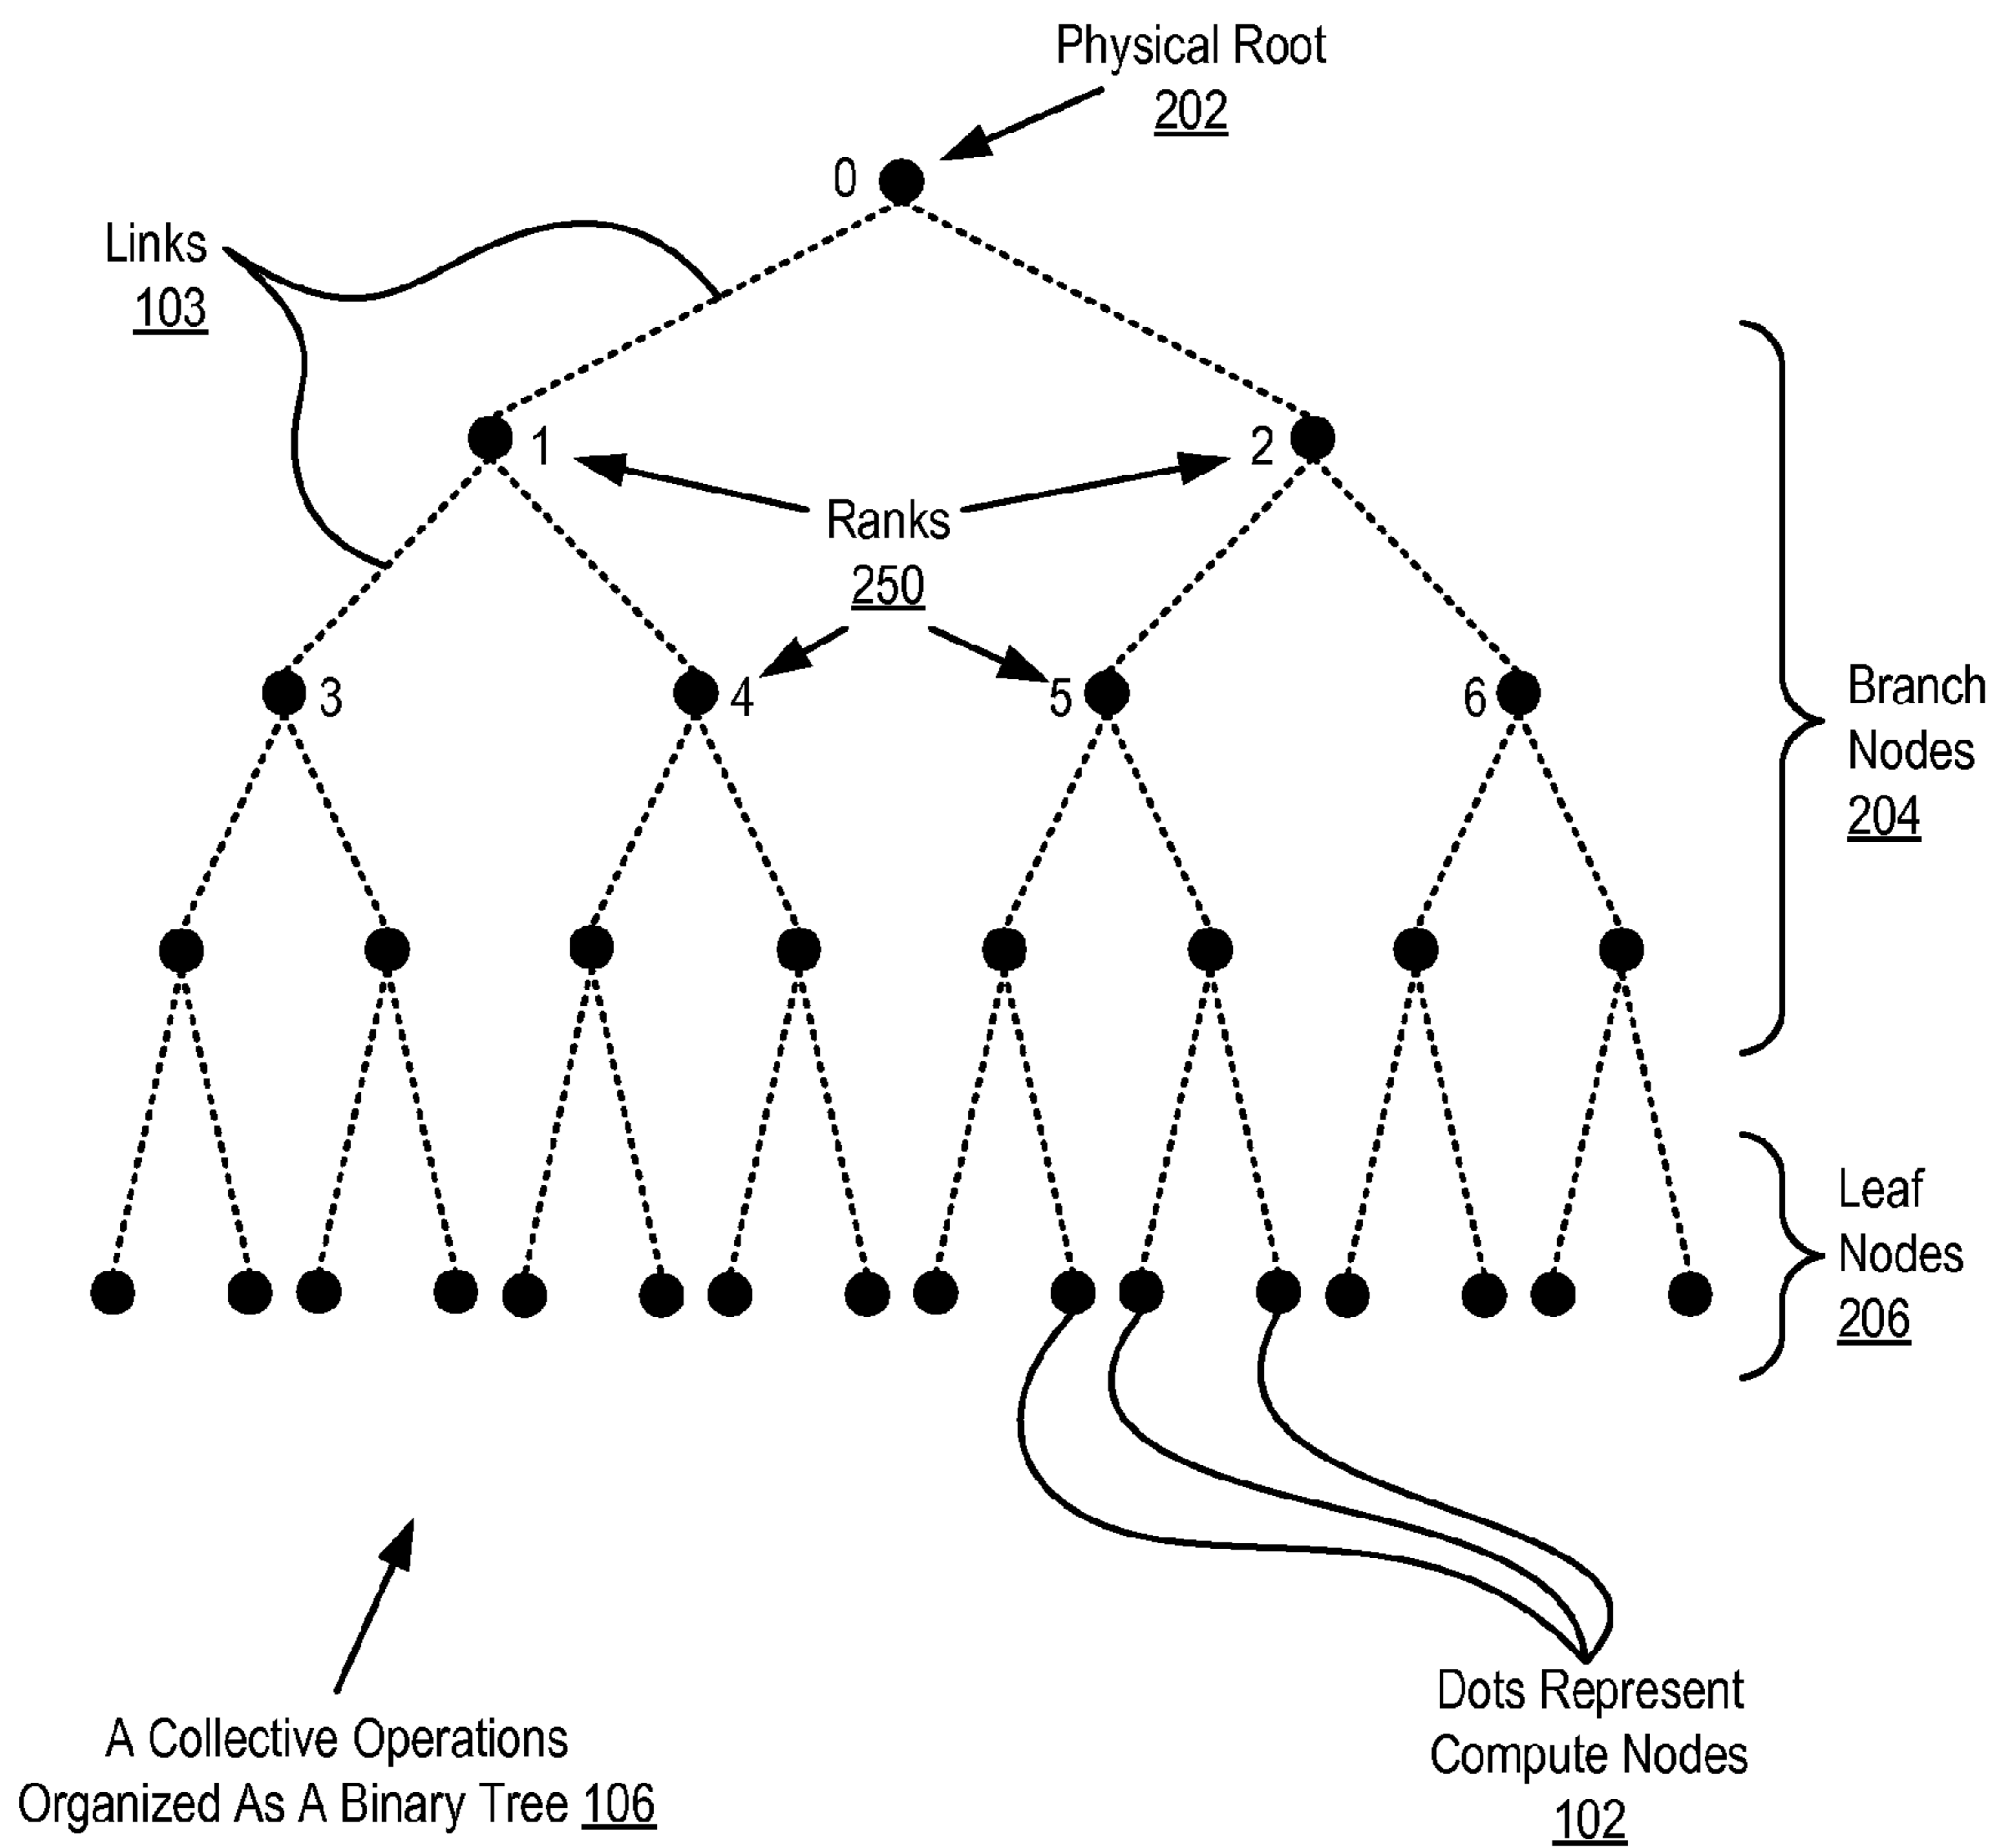 Physical Root
202
0
Links
103
1
2
Ranks
250
3
4
5
6
Branch
Nodes
204
Leaf
Nodes
206
A Collective Operations
Organized As A Binary Tree 106
Dots Represent
Compute Nodes
102